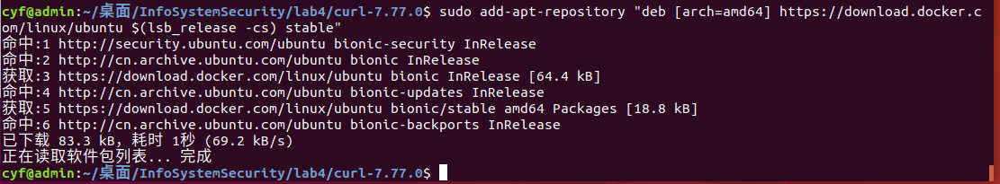 cyf@admin:~/桌面/InfoSystemSecurity/lab4/curl-7.77.0$ sudo add-apt-repository "deb [arch=amd64] https://download.docker.c
om/linux/ubuntu $(lsb_release -cs) stable"
命中:1 http://security.ubuntu.com/ubuntu bionic-security InRelease
命中:2 http://cn.archive.ubuntu.com/ubuntu bionic InRelease
获取:3 https://download.docker.com/linux/ubuntu bionic InRelease [64.4 kB]
命中:4 http://cn.archive.ubuntu.com/ubuntu bionic-updates InRelease
获取:5 https://download.docker.com/linux/ubuntu bionic/stable amd64 Packages [18.8 kB]
命中:6 http://cn.archive.ubuntu.com/ubuntu bionic-backports InRelease
已下载 83.3 kB，耗时 1秒 (69.2 kB/s)
正在读取软件包列表... 完成
cyf@admin:~/桌面/InfoSystemSecurity/lab4/curl-7.77.0$